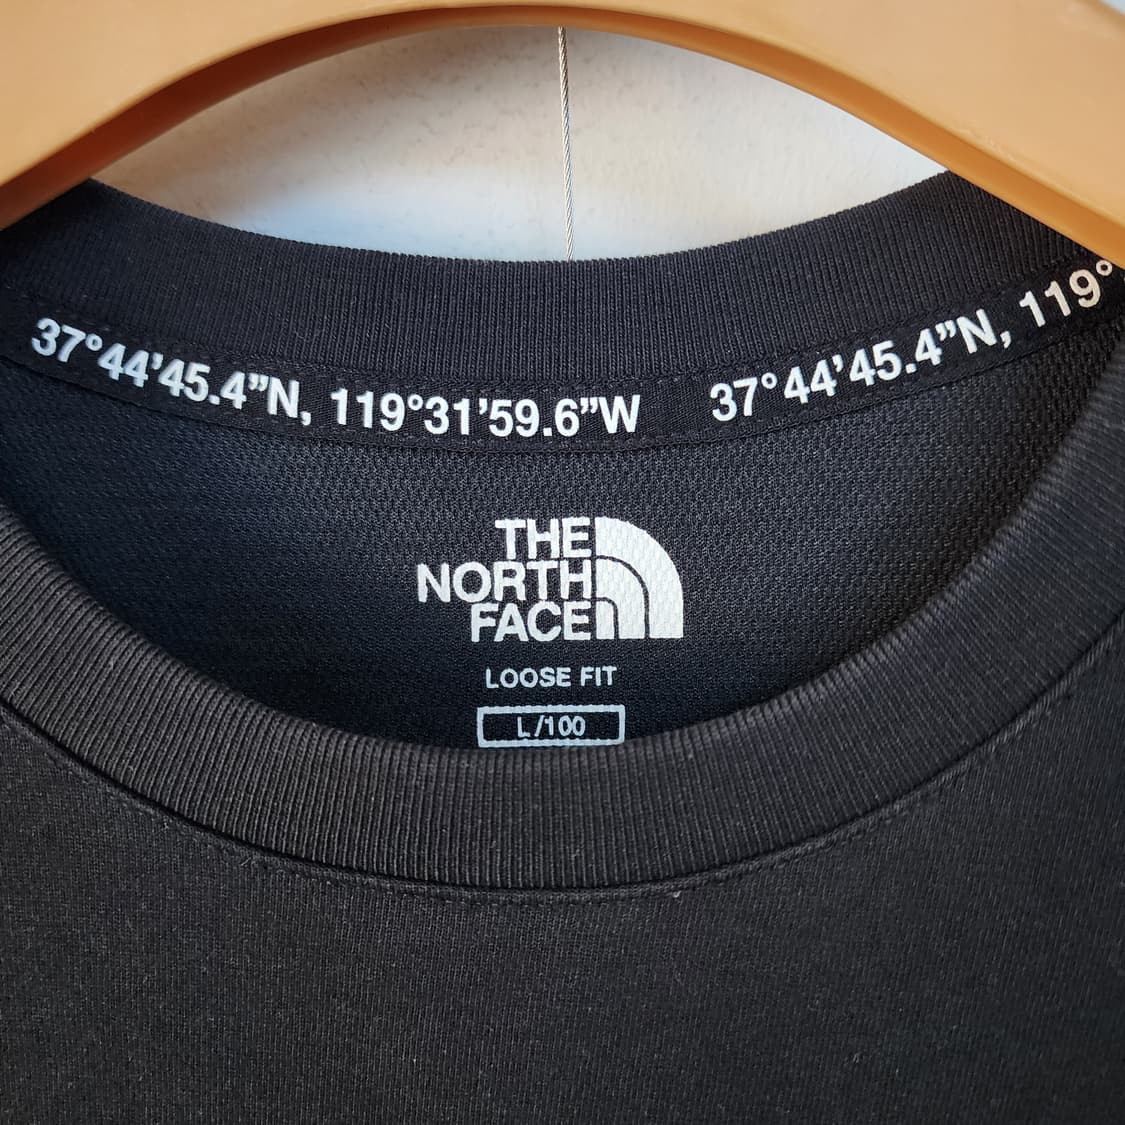 37°44’45.4”N, 119°31’59.6”W 37°44’45.4”N, 119°
THE
NORTH
FACE
LOOSE FIT
L/100